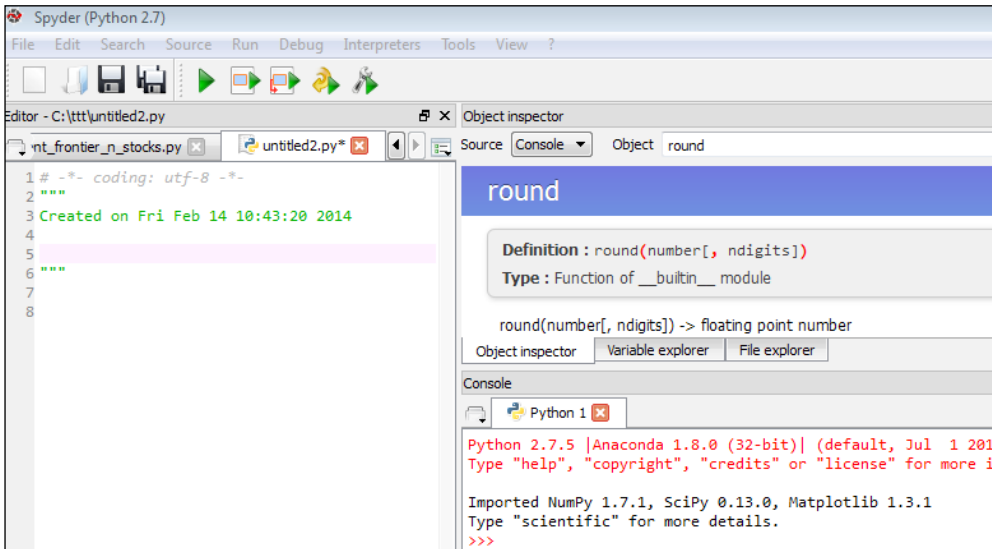 Spyder (Python 2.7)
File Edit Search Source Run Debug Interpreters Tools View ?
Editor - C:\ttt\untitled2.py
nt_frontier_n_stocks.py
untitled2.py*
1 # -*- coding: utf-8 -*-
2 """
3 Created on Fri Feb 14 10:43:20 2014
4
5
6 """
7
8
Object inspector
Source Console Object round
round
Definition : round(number[, ndigits])
Type : Function of __builtin__ module
round(number[, ndigits]) -> floating point number
Object inspector Variable explorer File explorer
Console
Python 1
Python 2.7.5 |Anaconda 1.8.0 (32-bit)| (default, Jul 1 201
Type "help", "copyright", "credits" or "license" for more i
Imported NumPy 1.7.1, SciPy 0.13.0, Matplotlib 1.3.1
Type "scientific" for more details.
>>>